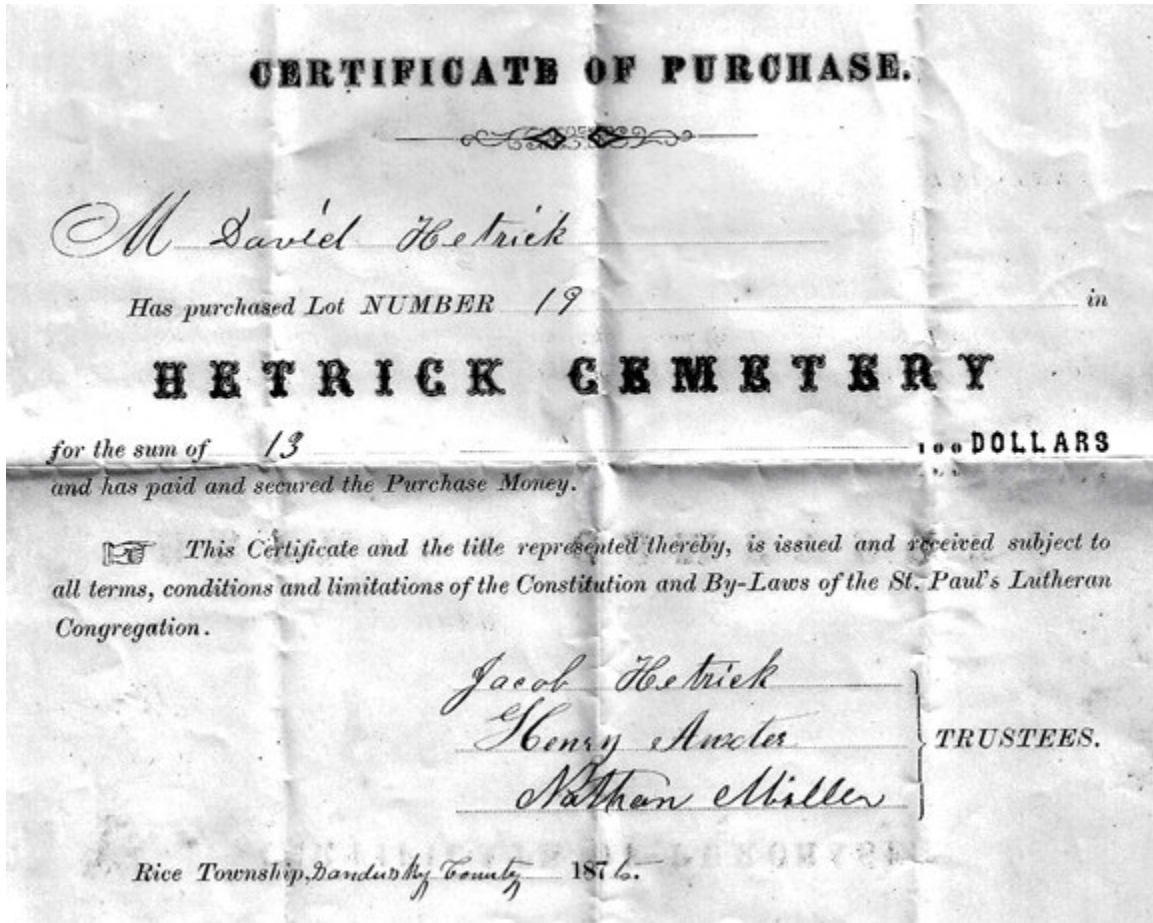 CERTIFICATE OF PURCHASE.
M David Hetrick
Has purchased Lot NUMBER 19 in
HETRICK CEMETERY
for the sum of 13 100 DOLLARS
and has paid and secured the Purchase Money.
☞ This Certificate and the title represented thereby, is issued and received subject to
all terms, conditions and limitations of the Constitution and By-Laws of the St. Paul's Lutheran
Congregation.
Jacob Hetrick
Henry Anxter
Nathan Miller
TRUSTEES.
Rice Township, Sandusky County 1876.